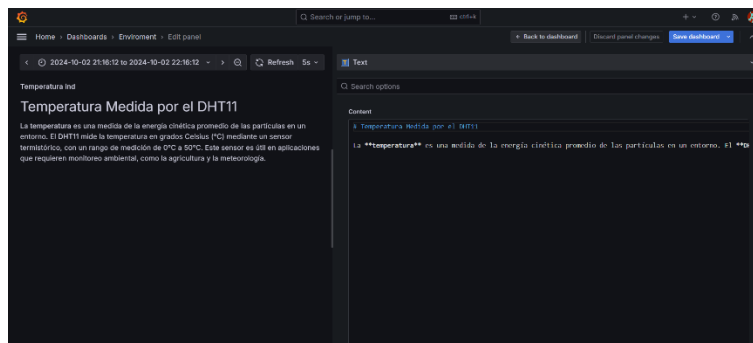 Search or jump to... ctrl+k
Home › Dashboards › Enviroment › Edit panel
Back to dashboard Discard panel changes Save dashboard
2024-10-02 21:16:12 to 2024-10-02 22:16:12 Refresh 5s
Text
Temperatura Ind
Search options
Temperatura Medida por el DHT11
La temperatura es una medida de la energía cinética promedio de las partículas en un
entorno. El DHT11 mide la temperatura en grados Celsius (°C) mediante un sensor
termistórico, con un rango de medición de 0°C a 50°C. Este sensor es útil en aplicaciones
que requieren monitoreo ambiental, como la agricultura y la meteorología.
Content
# Temperatura Medida por el DHT11
La **temperatura** es una medida de la energía cinética promedio de las partículas en un entorno. El **DH